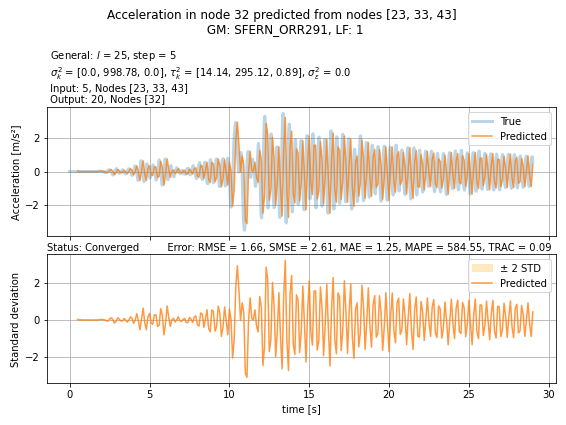 Acceleration in node 32 predicted from nodes [23, 33, 43]
GM: SFERN_ORR291, LF: 1
General: l = 25, step = 5
σ²ₖ = [0.0, 998.78, 0.0], τ²ₖ = [14.14, 295.12, 0.89], σ²ε = 0.0
Input: 5, Nodes [23, 33, 43]
Output: 20, Nodes [32]
Acceleration [m/s²]
2
0
−2
True
Predicted
Status: Converged Error: RMSE = 1.66, SMSE = 2.61, MAE = 1.25, MAPE = 584.55, TRAC = 0.09
Standard deviation
2
0
−2
± 2 STD
Predicted
0 5 10 15 20 25 30
time [s]